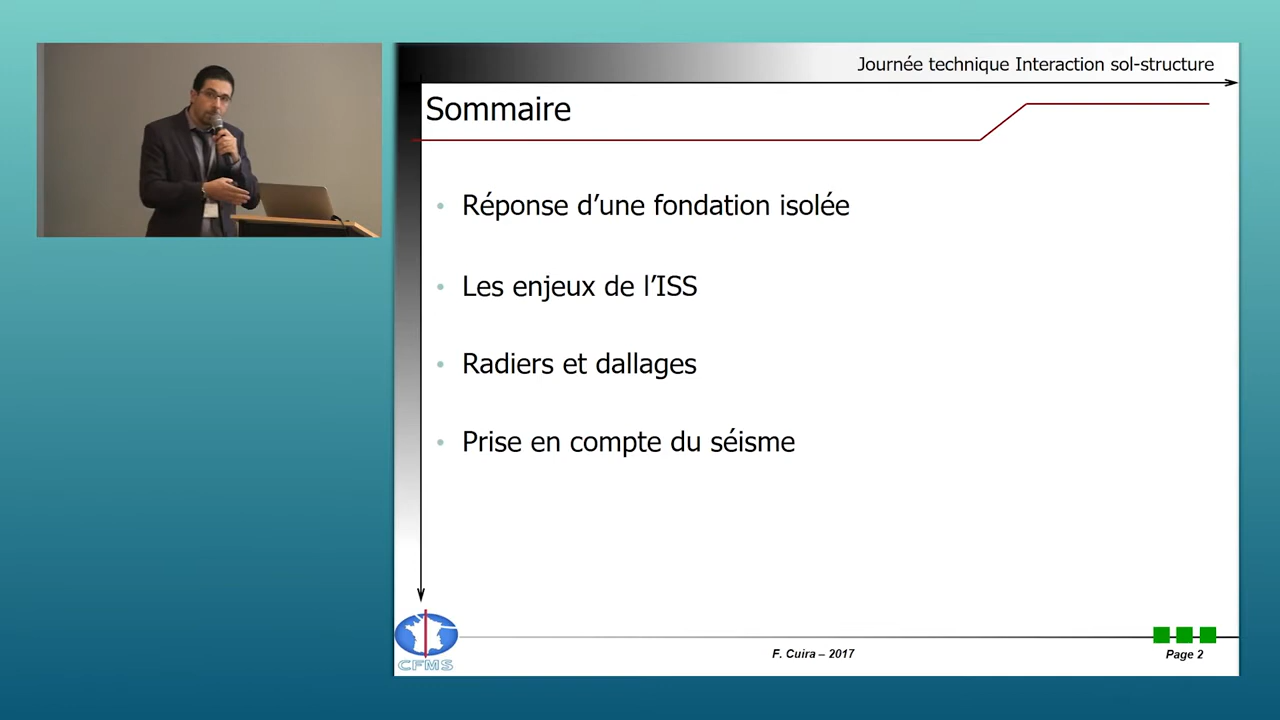 Journée technique Interaction sol-structure
Sommaire
• Réponse d’une fondation isolée
• Les enjeux de l’ISS
• Radiers et dallages
• Prise en compte du séisme
CFMS
F. Cuira – 2017
Page 2